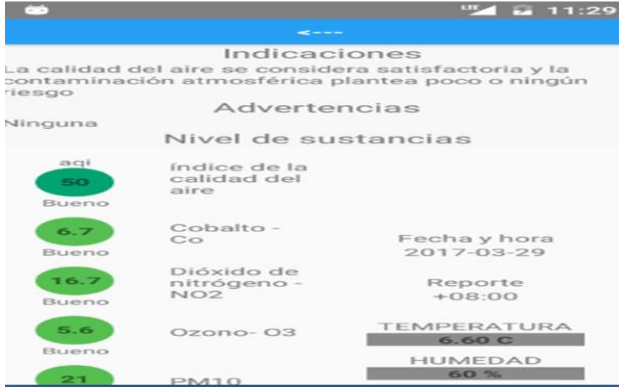 LTE 11:29
<---
Indicaciones
La calidad del aire se considera satisfactoria y la
contaminación atmosférica plantea poco o ningún
riesgo
Advertencias
Ninguna
Nivel de sustancias
aqi
50
Bueno
índice de la
calidad del
aire
6.7
Bueno
Cobalto -
Co
Fecha y hora
2017-03-29
16.7
Bueno
Dióxido de
nitrógeno -
NO2
Reporte
+08:00
5.6
Bueno
Ozono- O3
TEMPERATURA
6.60 C
HUMEDAD
60 %
21
PM10